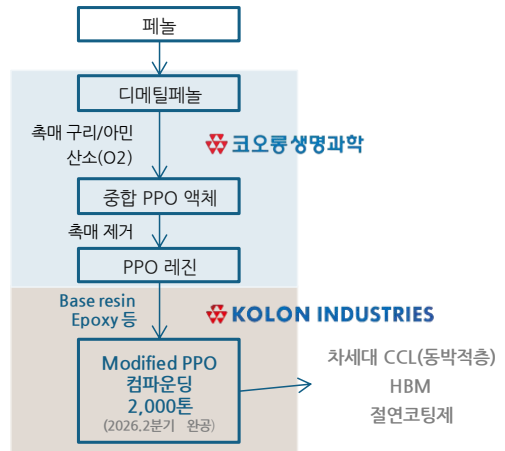 페놀
디메틸페놀
촉매 구리/아민
산소(O2)
코오롱생명과학
중합 PPO 액체
촉매 제거
PPO 레진
Base resin
Epoxy 등
KOLON INDUSTRIES
Modified PPO
컴파운딩
2,000톤
(2026.2분기 완공)
차세대 CCL(동박적층)
HBM
절연코팅제